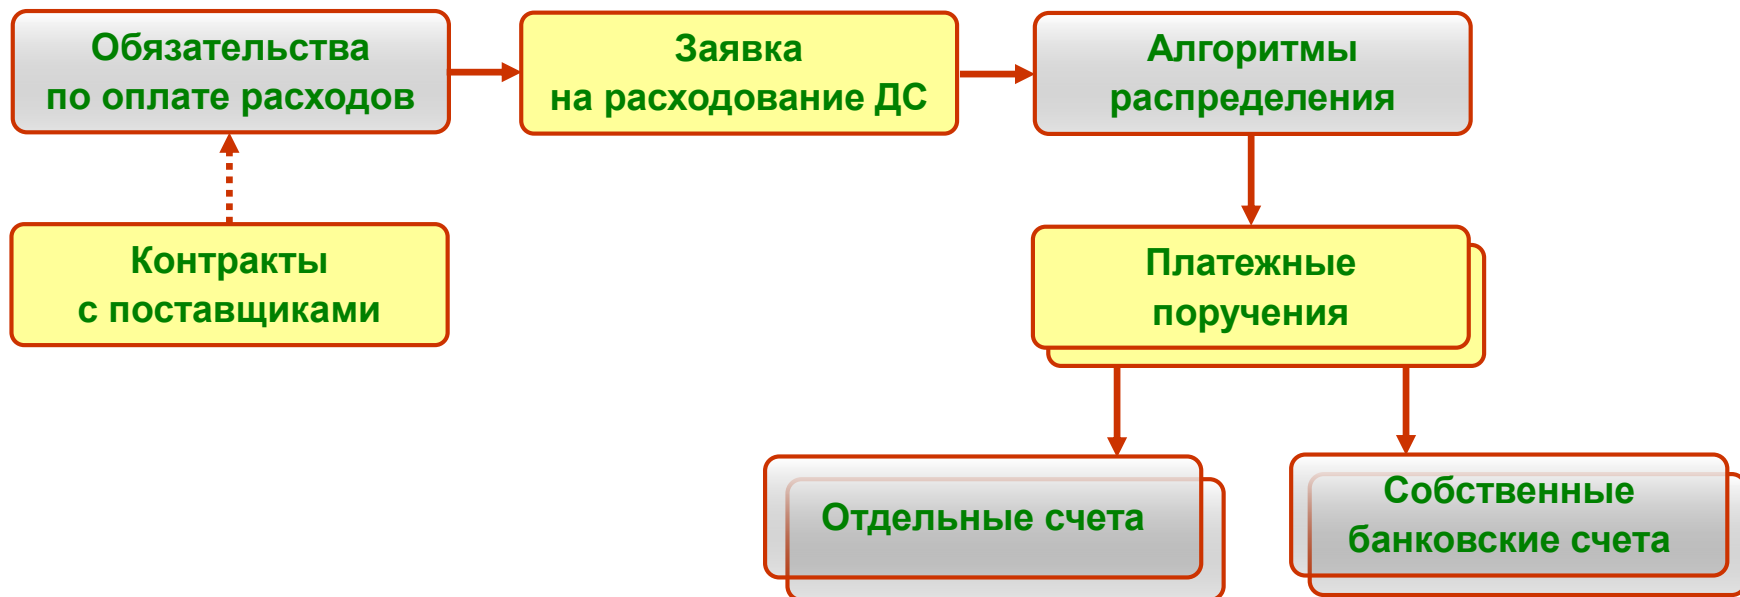 Обязательства
по оплате расходов
Заявка
на расходование ДС
Алгоритмы
распределения
Контракты
с поставщиками
Платежные
поручения
Отдельные счета
Собственные
банковские счета